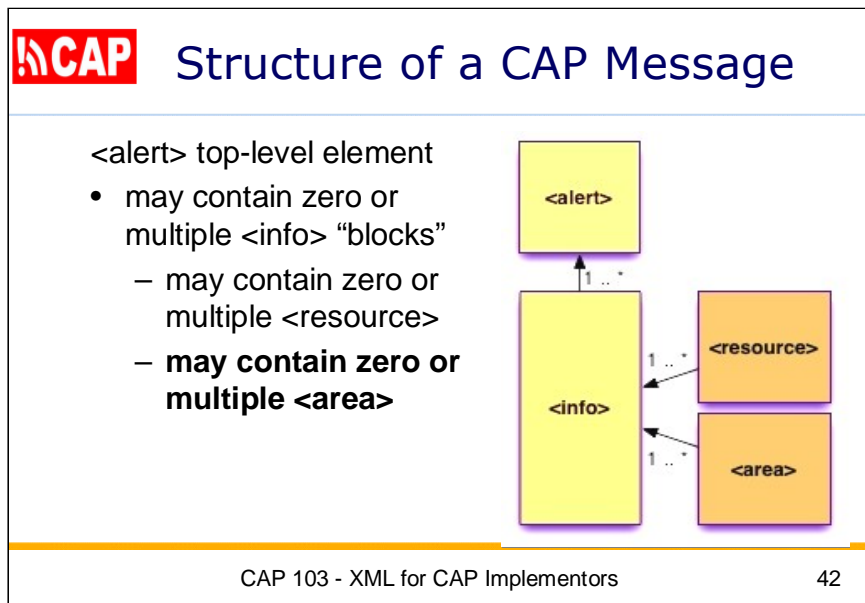 CAP
Structure of a CAP Message
<alert> top-level element
• may contain zero or
multiple <info> “blocks”
– may contain zero or
multiple <resource>
– may contain zero or
multiple <area>
<alert>
1 .. *
<info>
1 .. *
<resource>
1 .. *
<area>
CAP 103 - XML for CAP Implementors
42